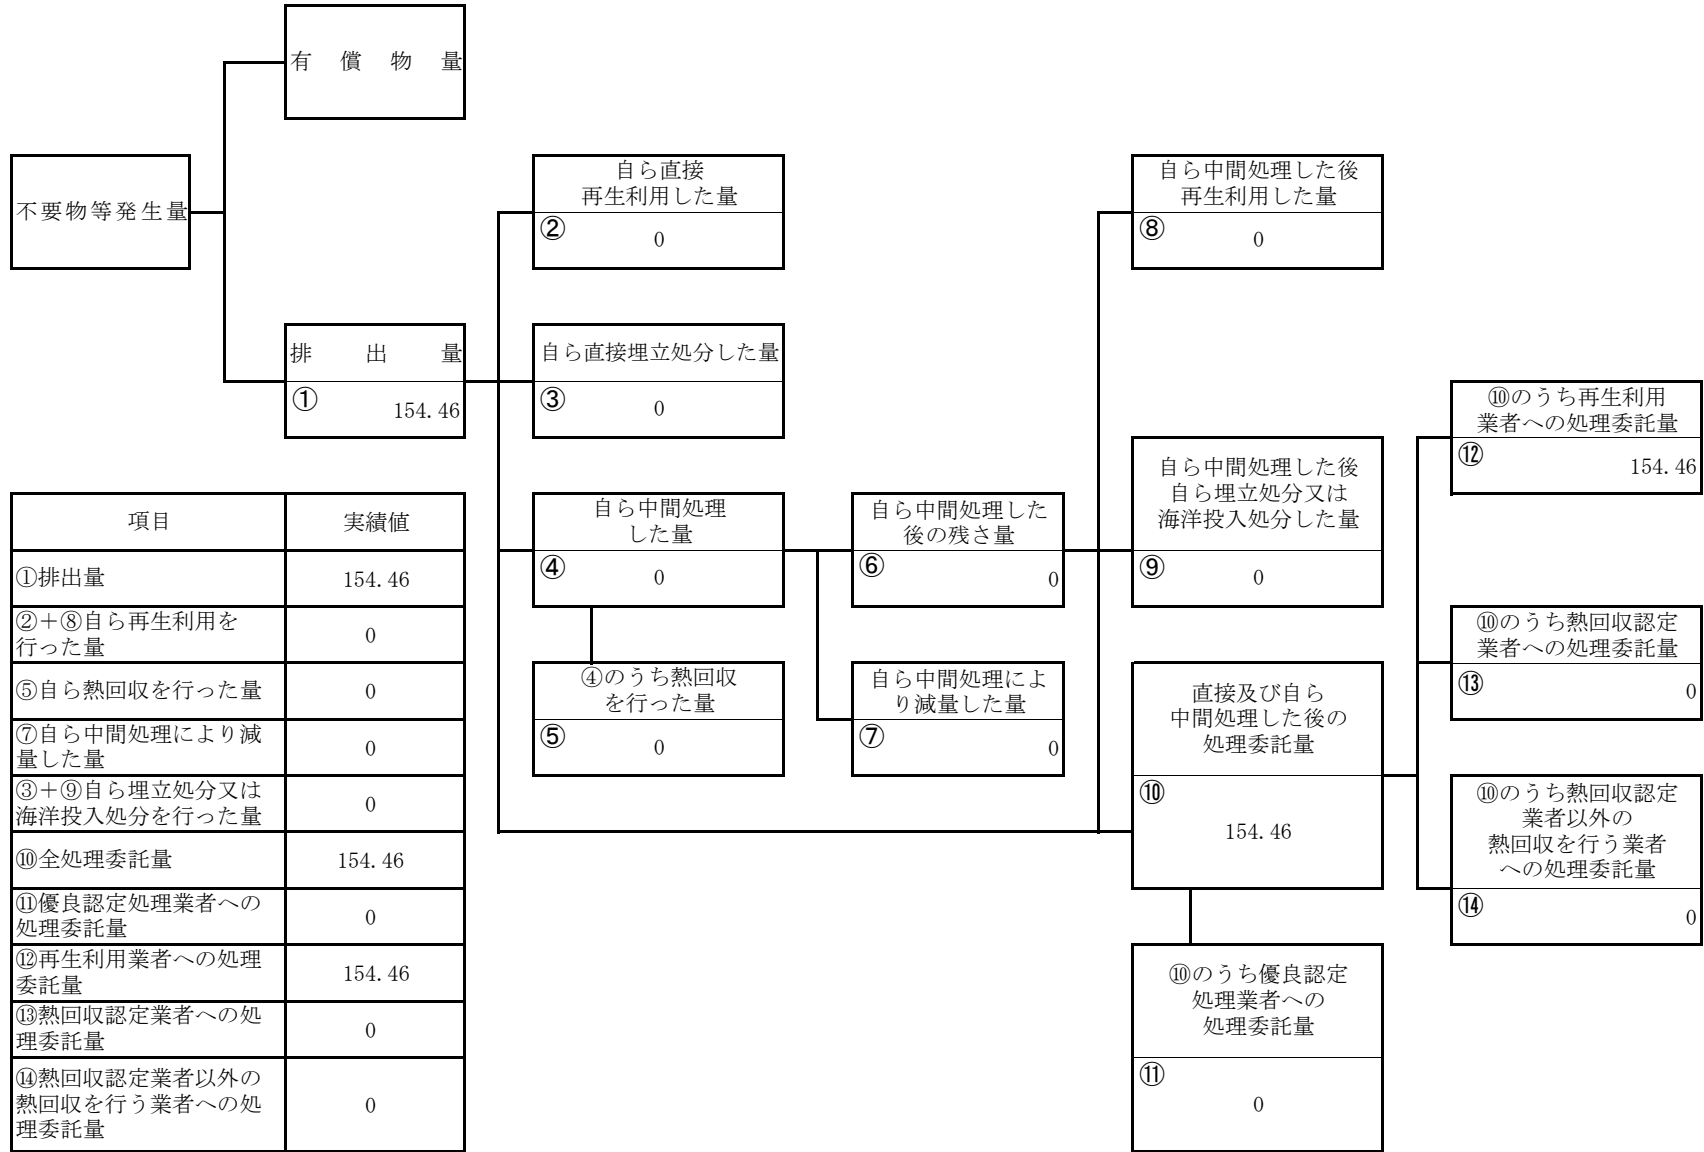 有償物量
不要物等発生量
自ら直接
再生利用した量
② 0
自ら中間処理した後
再生利用した量
⑧ 0
排出量
① 154.46
自ら直接埋立処分した量
③ 0
⑩のうち再生利用
業者への処理委託量
⑫ 154.46
自ら中間処理した後
自ら埋立処分又は
海洋投入処分した量
⑨ 0
自ら中間処理
した量
④ 0
自ら中間処理した
後の残さ量
⑥ 0
④のうち熱回収
を行った量
⑤ 0
自ら中間処理によ
り減量した量
⑦ 0
⑩のうち熱回収認定
業者への処理委託量
⑬ 0
直接及び自ら
中間処理した後の
処理委託量
⑩
154.46
⑩のうち熱回収認定
業者以外の
熱回収を行う業者
への処理委託量
⑭ 0
⑩のうち優良認定
処理業者への
処理委託量
⑪
0
項目 実績値
①排出量 154.46
②+⑧自ら再生利用を
行った量 0
⑤自ら熱回収を行った量 0
⑦自ら中間処理により減
量した量 0
③+⑨自ら埋立処分又は
海洋投入処分を行った量 0
⑩全処理委託量 154.46
⑪優良認定処理業者への
処理委託量 0
⑫再生利用業者への処理
委託量 154.46
⑬熱回収認定業者への処
理委託量 0
⑭熱回収認定業者以外の
熱回収を行う業者への処
理委託量 0